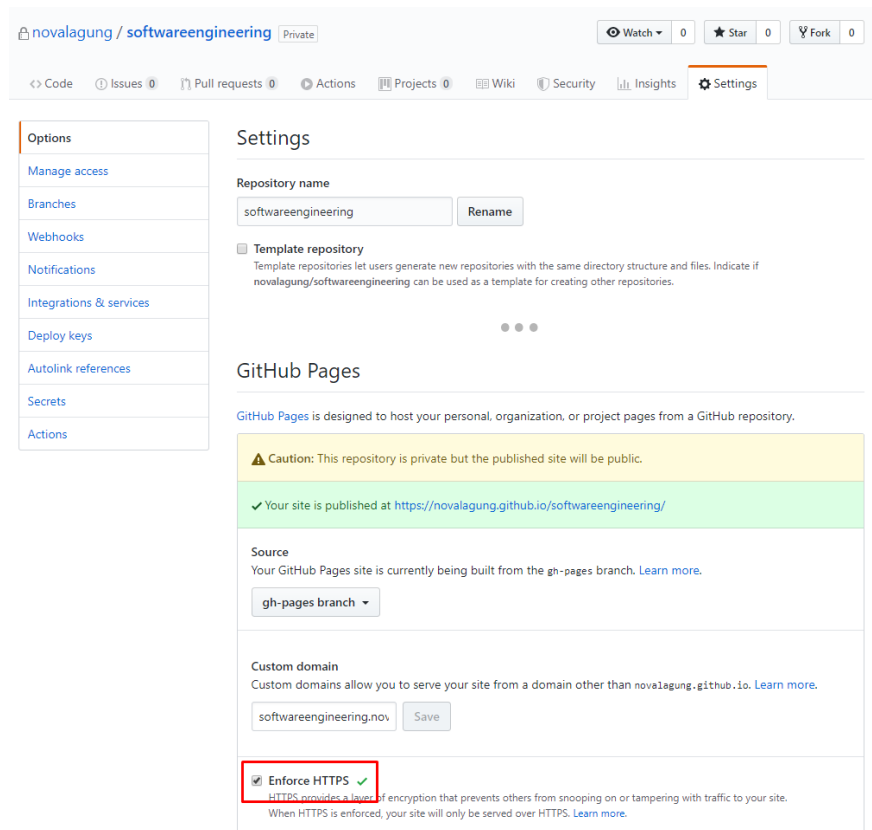 novalagung / softwareengineering Private
Watch 0 Star 0 Fork 0
Code Issues 0 Pull requests 0 Actions Projects 0 Wiki Security Insights Settings
Options
Manage access
Branches
Webhooks
Notifications
Integrations & services
Deploy keys
Autolink references
Secrets
Actions
Settings
Repository name
softwareengineering Rename
Template repository
Template repositories let users generate new repositories with the same directory structure and files. Indicate if
novalagung/softwareengineering can be used as a template for creating other repositories.
GitHub Pages
GitHub Pages is designed to host your personal, organization, or project pages from a GitHub repository.
Caution: This repository is private but the published site will be public.
Your site is published at https://novalagung.github.io/softwareengineering/
Source
Your GitHub Pages site is currently being built from the gh-pages branch. Learn more.
gh-pages branch
Custom domain
Custom domains allow you to serve your site from a domain other than novalagung.github.io. Learn more.
softwareengineering.nov Save
Enforce HTTPS
HTTPS provides a layer of encryption that prevents others from snooping on or tampering with traffic to your site.
When HTTPS is enforced, your site will only be served over HTTPS. Learn more.